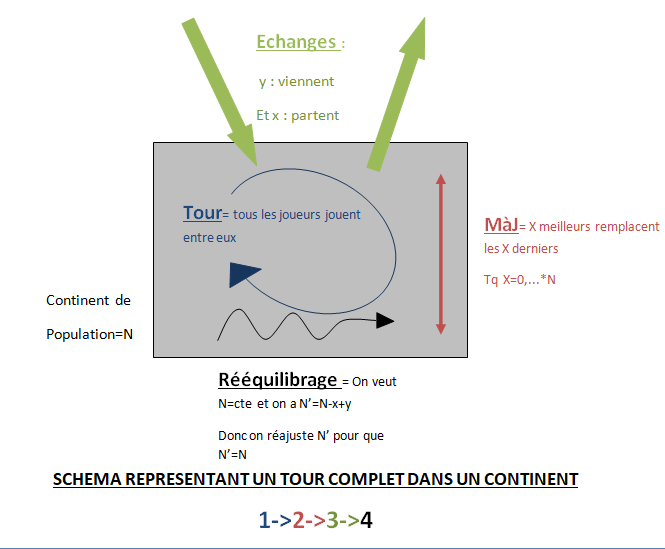 Echanges :
y : viennent
Et x : partent
Tour= tous les joueurs jouent
entre eux
MàJ= X meilleurs remplacent
les X derniers
Tq X=0,...*N
Continent de
Population=N
Rééquilibrage = On veut
N=cte et on a N’=N-x+y
Donc on réajuste N’ pour que
N’=N
SCHEMA REPRESENTANT UN TOUR COMPLET DANS UN CONTINENT
1->2->3->4